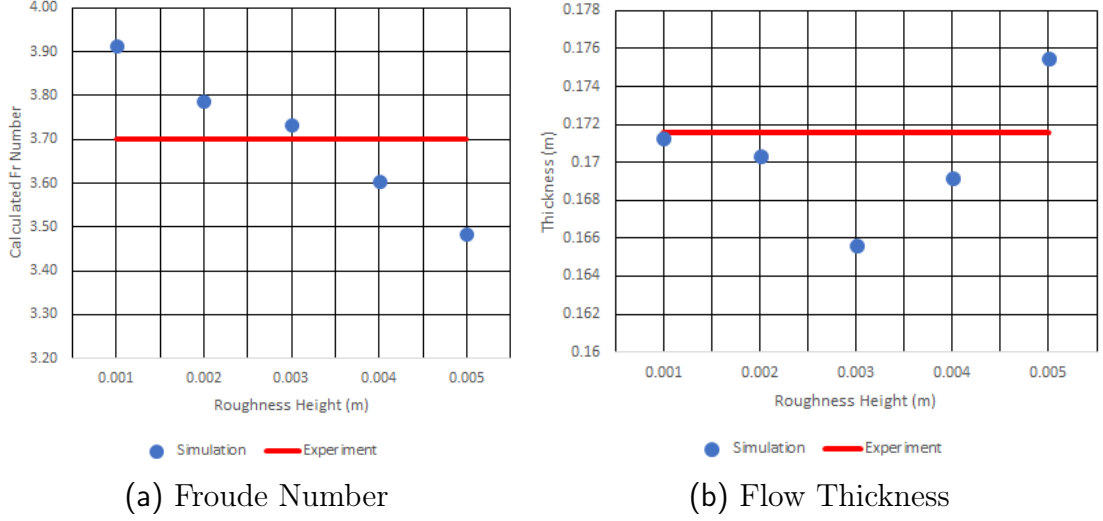 4.00
3.90
3.80
3.70
3.60
3.50
3.40
3.30
3.20
Calculated Fr Number
0.001 0.002 0.003 0.004 0.005
Roughness Height (m)
Simulation Experiment
(a) Froude Number
0.178
0.176
0.174
0.172
0.17
0.168
0.166
0.164
0.162
0.16
Thickness (m)
0.001 0.002 0.003 0.004 0.005
Roughness Height (m)
Simulation Experiment
(b) Flow Thickness